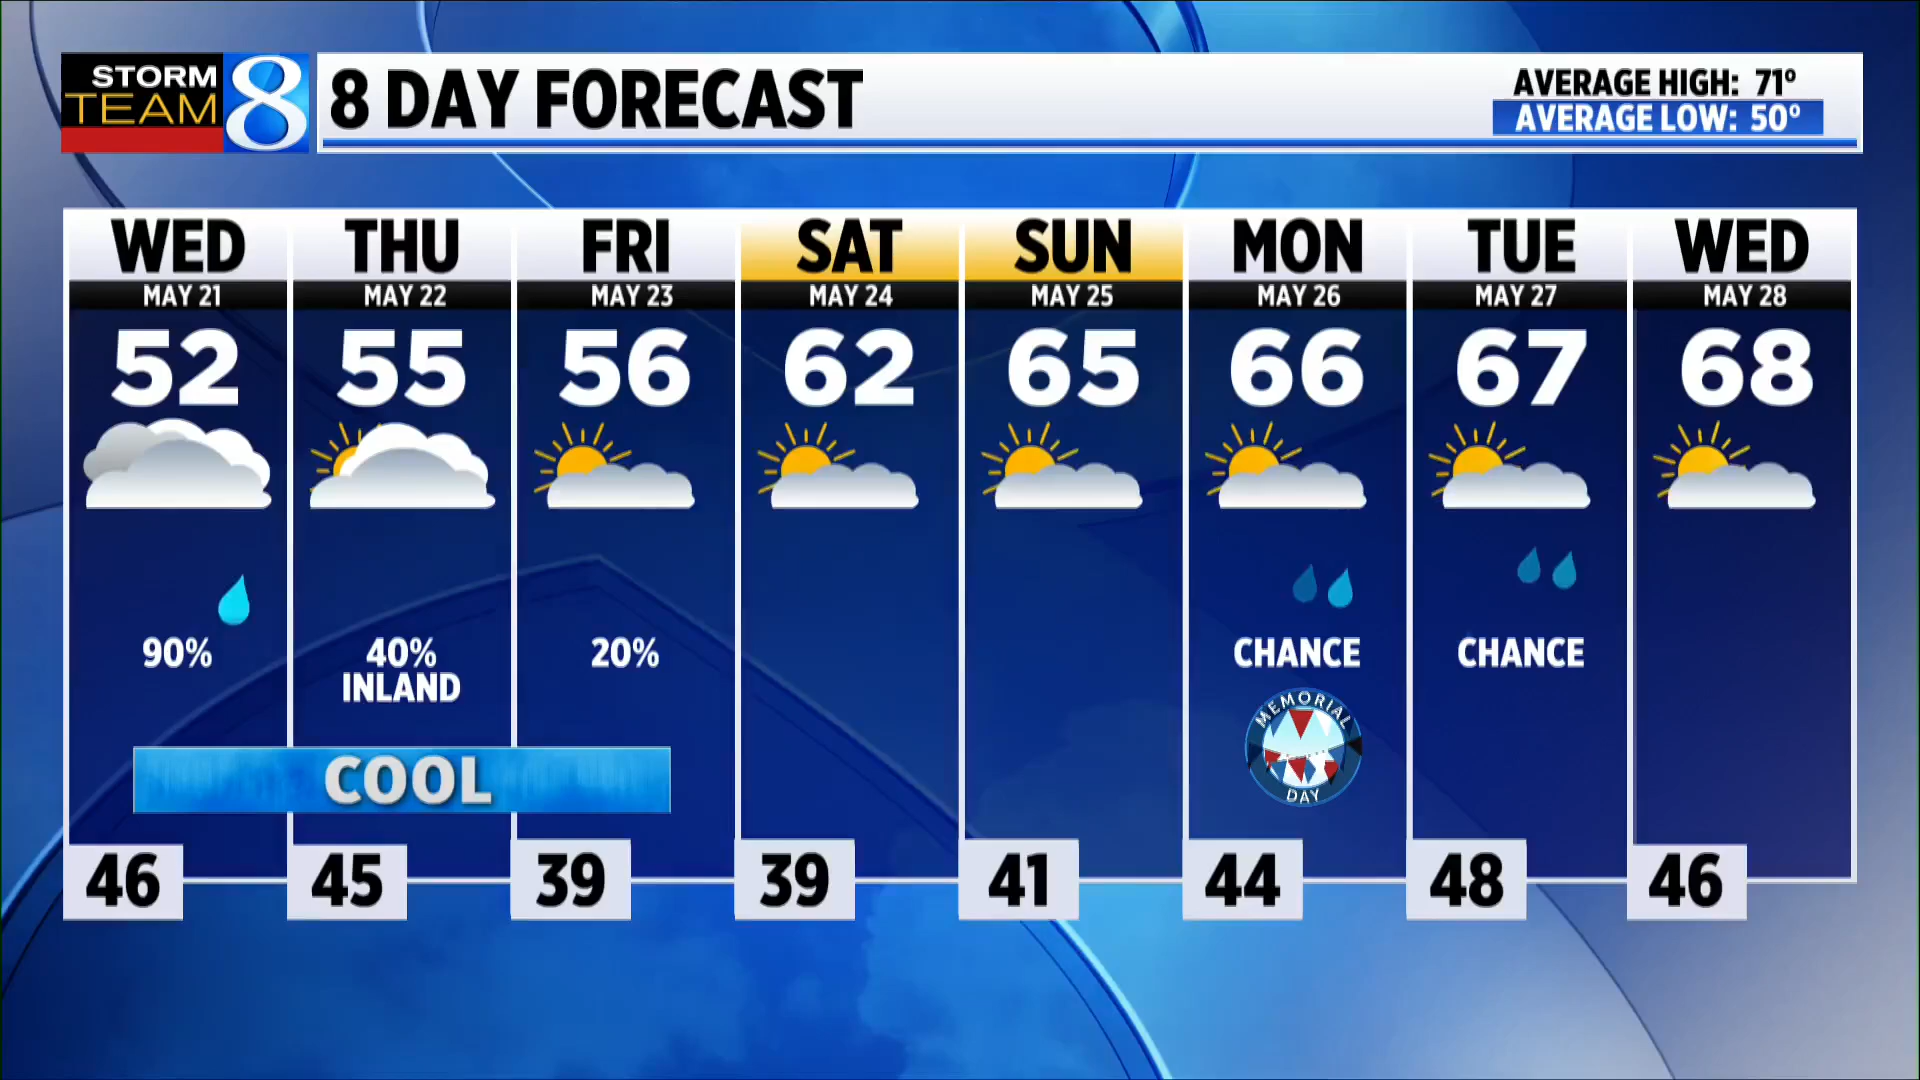 STORM
TEAM
8
8 DAY FORECAST
AVERAGE HIGH: 71°
AVERAGE LOW: 50°
WED THU FRI SAT SUN MON TUE WED
MAY 21 MAY 22 MAY 23 MAY 24 MAY 25 MAY 26 MAY 27 MAY 28
52 55 56 62 65 66 67 68
90% 40% 20% CHANCE CHANCE
INLAND
MEMORIAL
DAY
COOL
46 45 39 39 41 44 48 46